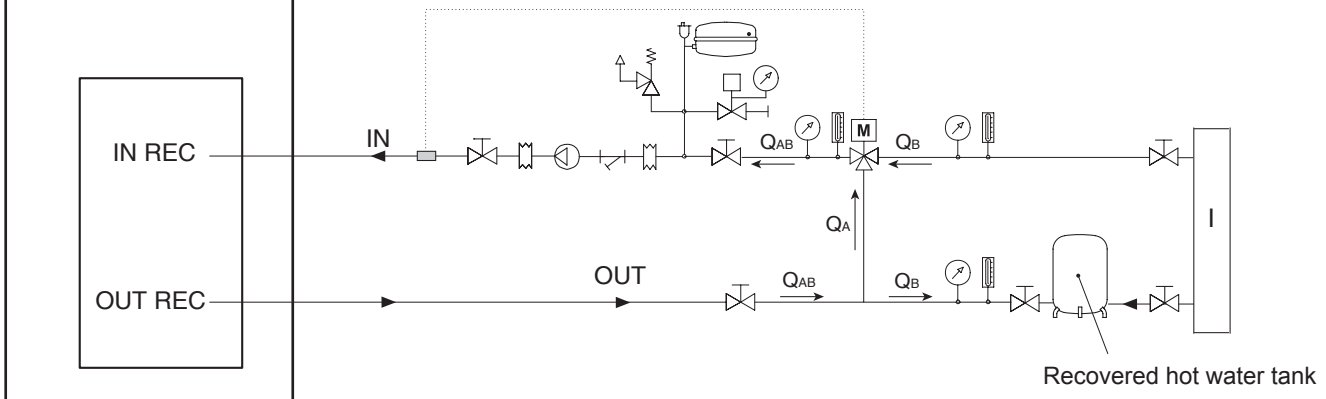 M
IN
QAB
QB
IN REC
QA
I
OUT
QAB
QB
OUT REC
Recovered hot water tank